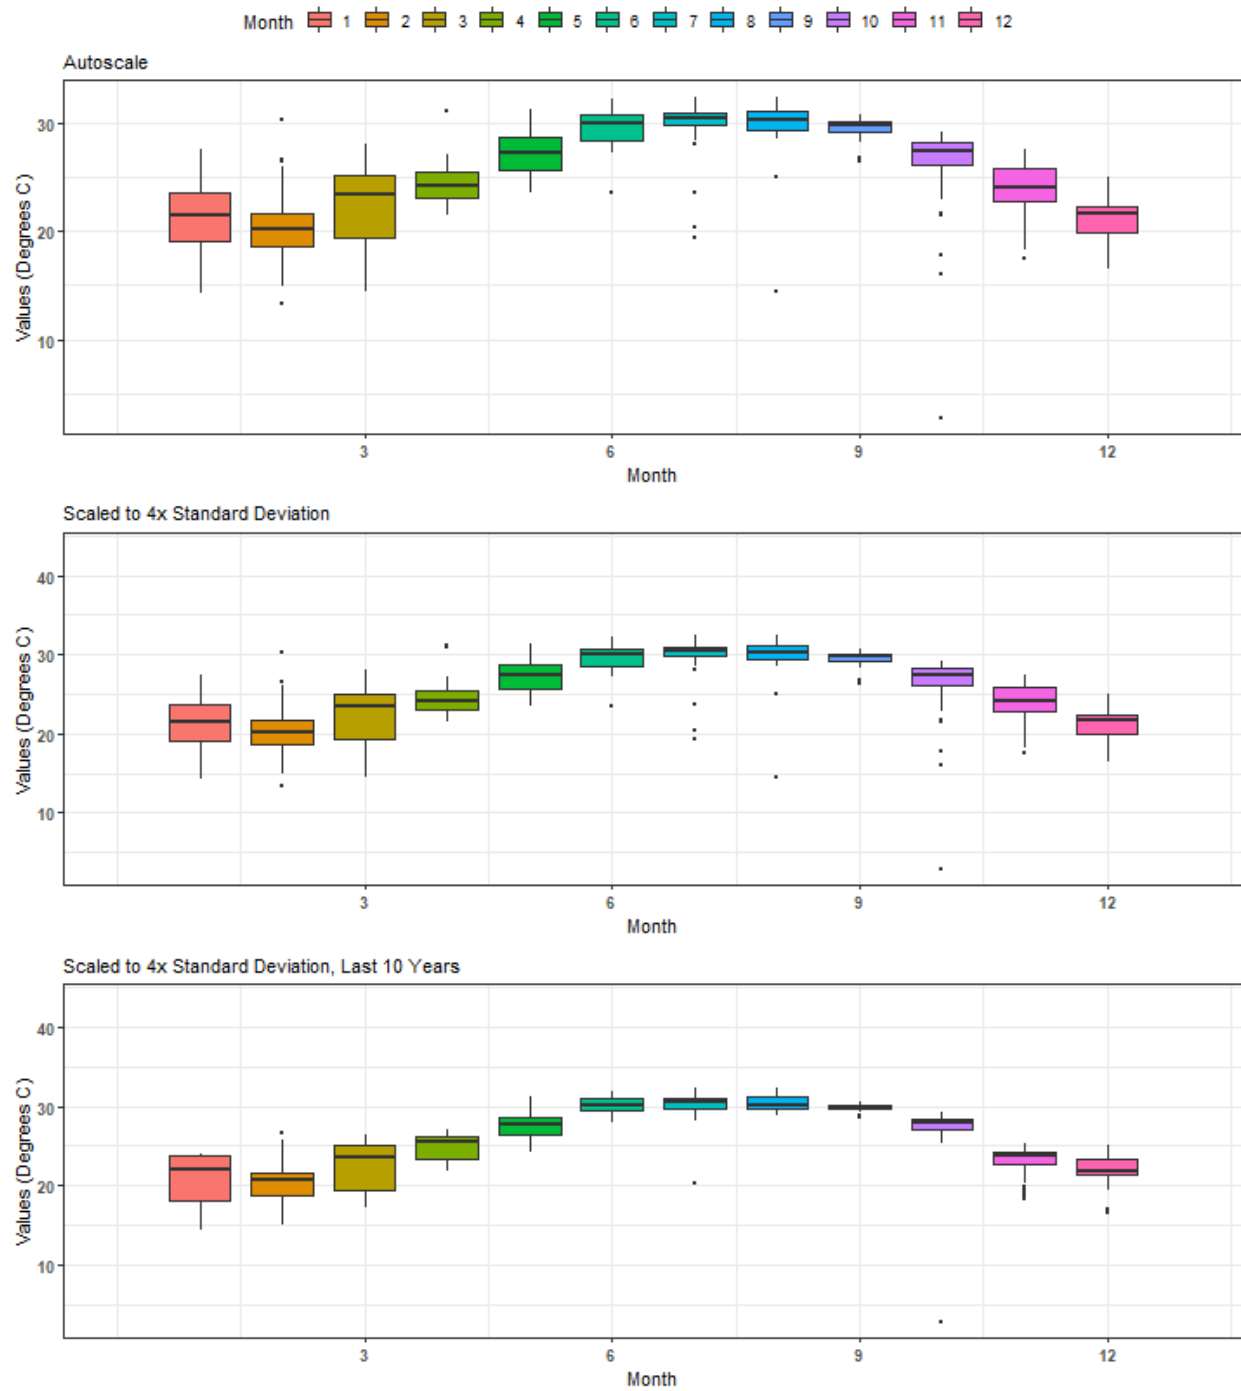 Month 1 2 3 4 5 6 7 8 9 10 11 12
Autoscale
Values (Degrees C)
30
20
10
3 6 9 12
Month
Scaled to 4x Standard Deviation
Values (Degrees C)
40
30
20
10
3 6 9 12
Month
Scaled to 4x Standard Deviation, Last 10 Years
Values (Degrees C)
40
30
20
10
3 6 9 12
Month